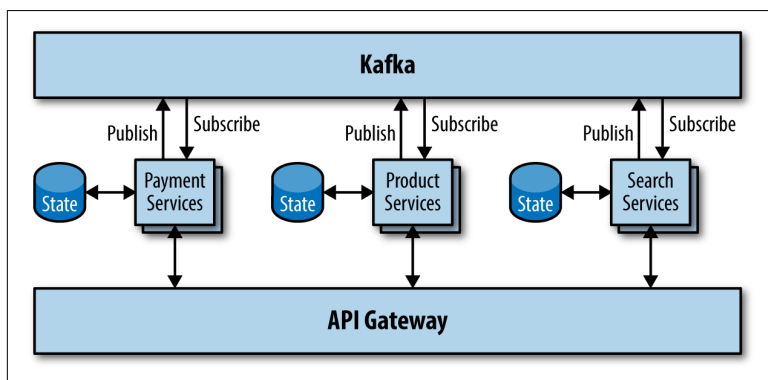 Kafka
Publish
Subscribe
Publish
Subscribe
Publish
Subscribe
State
Payment
Services
State
Product
Services
State
Search
Services
API Gateway